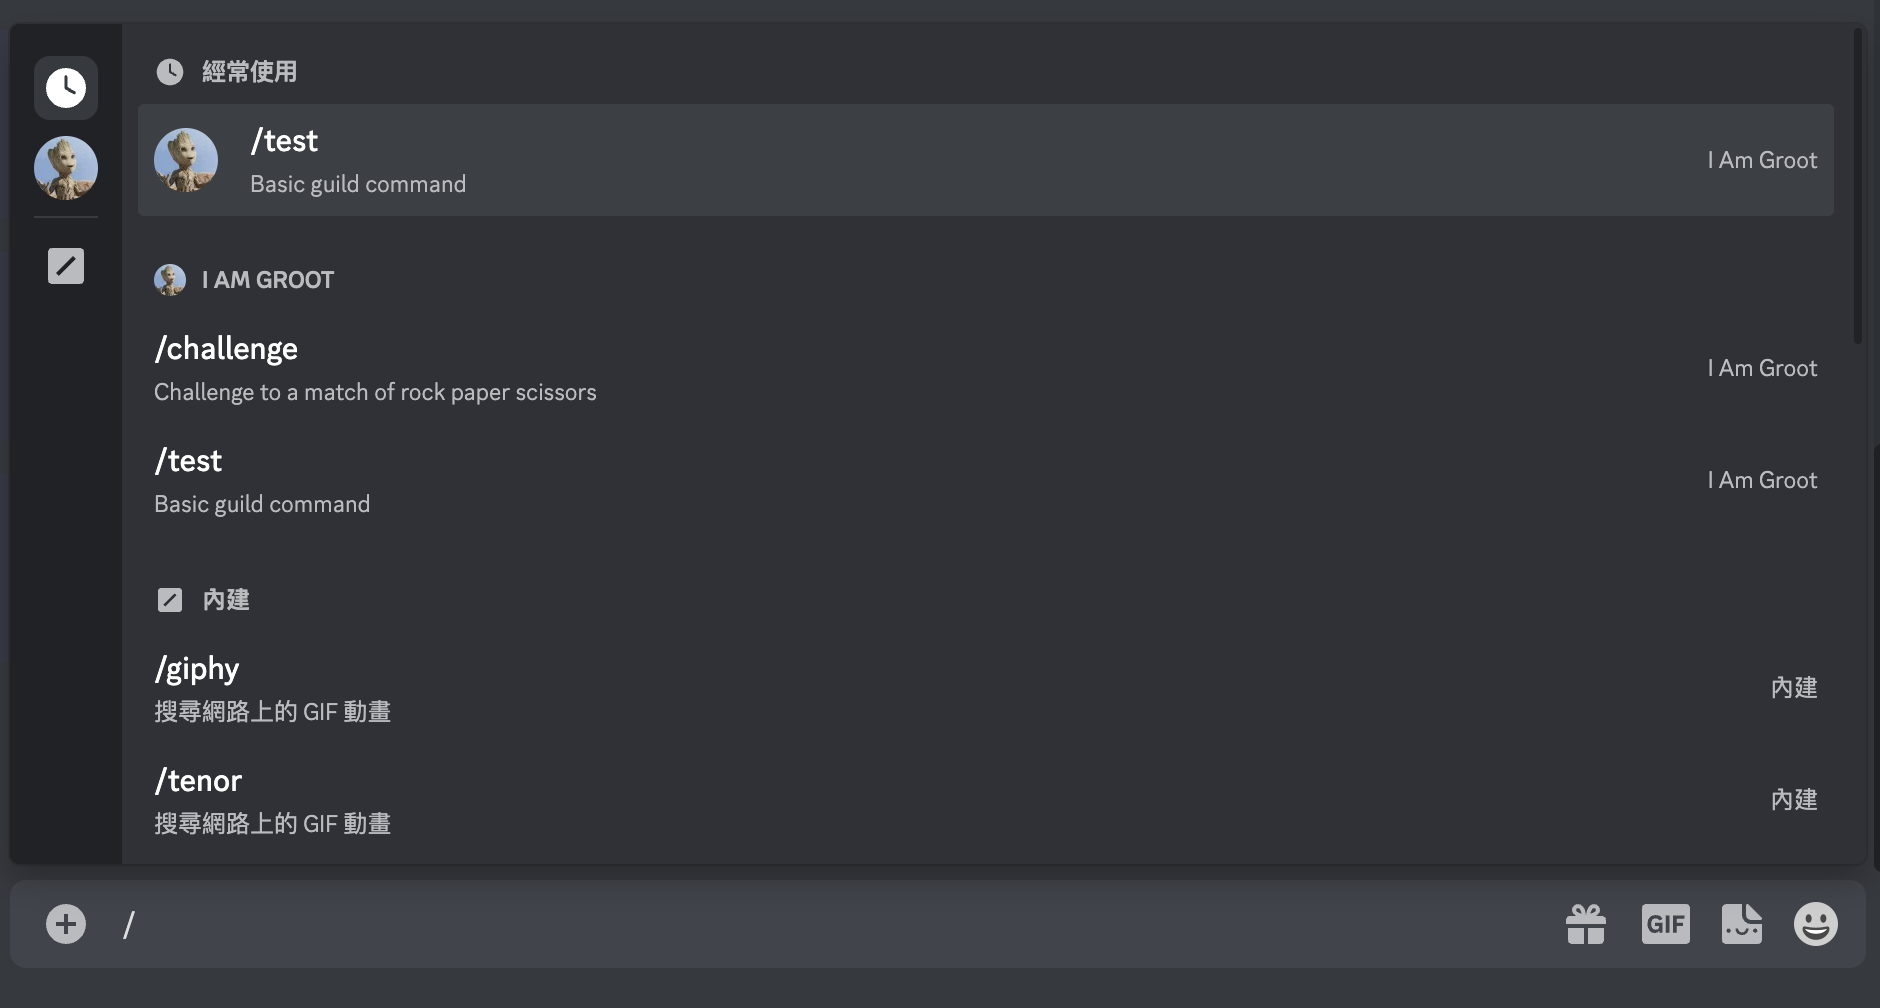 經常使用
/test
Basic guild command
I Am Groot
I AM GROOT
/challenge
Challenge to a match of rock paper scissors
I Am Groot
/test
Basic guild command
I Am Groot
內建
/giphy
搜尋網路上的 GIF 動畫
內建
/tenor
搜尋網路上的 GIF 動畫
內建
/
GIF